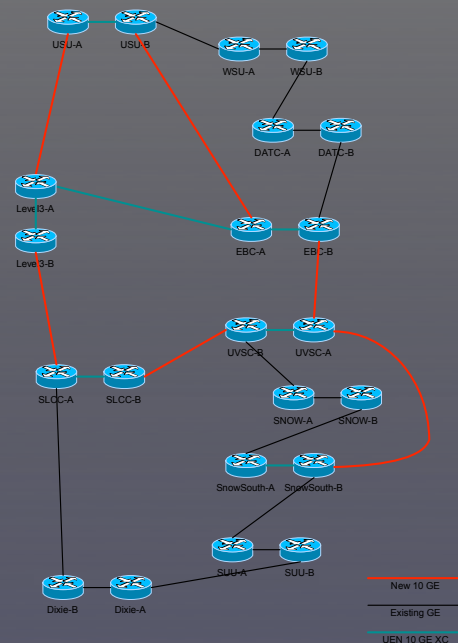 USU-A
USU-B
WSU-A
WSU-B
DATC-A
DATC-B
Level3-A
EBC-A
EBC-B
Level3-B
UVSC-B
UVSC-A
SLCC-A
SLCC-B
SNOW-A
SNOW-B
SnowSouth-A
SnowSouth-B
SUU-A
SUU-B
Dixie-B
Dixie-A
New 10 GE
Existing GE
UEN 10 GE XC